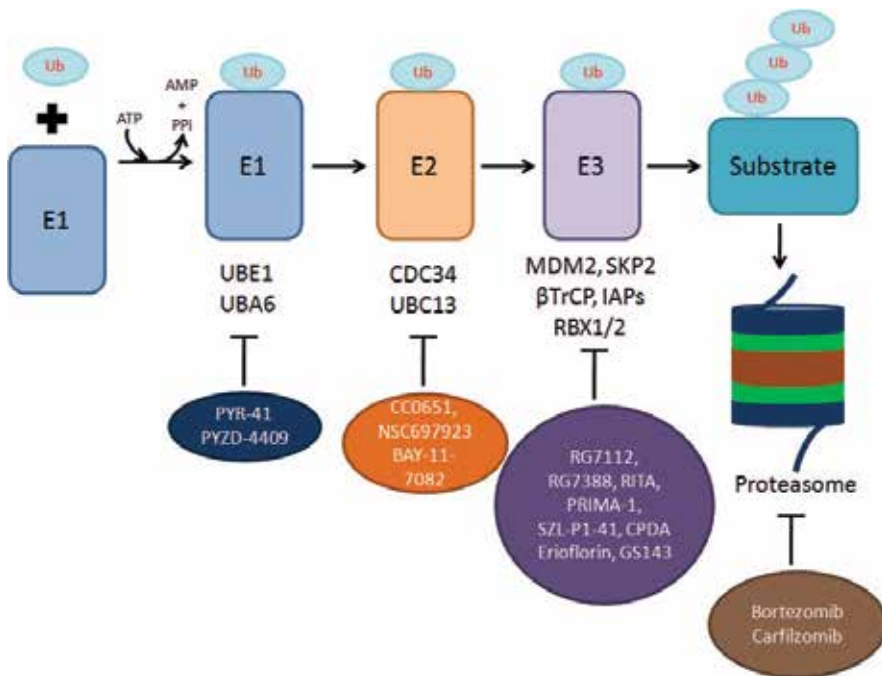 Ub
E1
ATP
AMP
+
PPI
Ub
E1
UBE1
UBA6
PYR-41
PYZD-4409
Ub
E2
CDC34
UBC13
CC0651,
NSC697923
BAY-11-
7082
Ub
E3
MDM2, SKP2
βTrCP, IAPs
RBX1/2
RG7112,
RG7388, RITA,
PRIMA-1,
SZL-P1-41, CPDA
Erioflorin, GS143
Ub
Ub
Ub
Substrate
Proteasome
Bortezomib
Carfilzomib